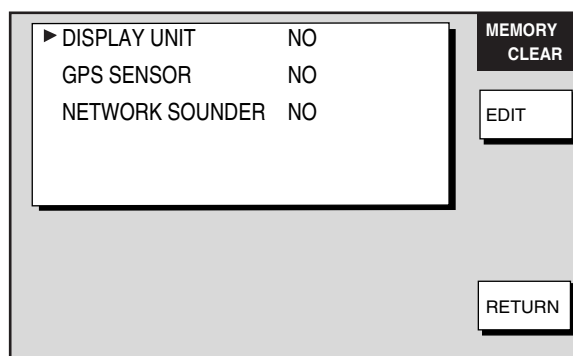 ▶ DISPLAY UNIT NO
GPS SENSOR NO
NETWORK SOUNDER NO
MEMORY
CLEAR
EDIT
RETURN